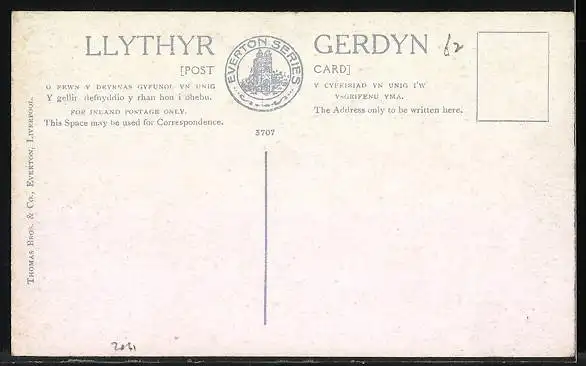 LLYTHYR GERDYN 62
[POST CARD]
EVERTON SERIES
O FEWN Y DEYRNAS GYFUNOL YN UNIG
Y gellir defnyddio y rhan hon i ohebu.
FOR INLAND POSTAGE ONLY.
This Space may be used for Correspondence.
Y CYFEIRIAD YN UNIG I'W
YSGRIFENU YMA.
The Address only to be written here.
3707
THOMAS BROS. & CO., EVERTON, LIVERPOOL.